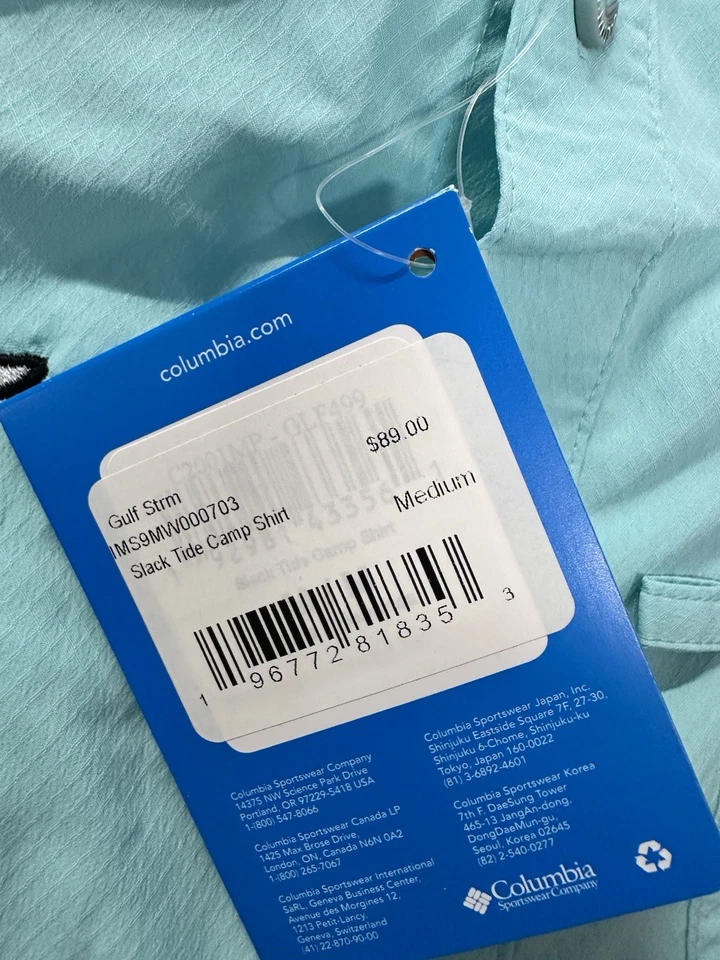 columbia.com
$89.00
Gulf Strm
1MS9MW000703
Slack Tide Camp Shirt
Medium
1 96772 81835 3
Slack Tide Camp Shirt
Columbia Sportswear Company
14375 NW Science Park Drive
Portland, OR 97229-5418 USA
1-(800) 547-8066
Columbia Sportswear Canada LP
1425 Max Brose Drive,
London, ON, Canada N6N 0A2
1-(800) 265-7067
Columbia Sportswear International
SàRL, Geneva Business Center,
Avenue des Morgines 12,
1213 Petit-Lancy,
Geneva, Switzerland
(41) 22-870-90-00
Columbia Sportswear Japan, Inc.
Shinjuku Eastside Square 7F, 27-30,
Shinjuku 6-Chome, Shinjuku-ku
Tokyo, Japan 160-0022
(81) 3-6892-4601
Columbia Sportswear Korea
7th F. DaeSung Tower
465-13 JangAn-dong,
DongDaeMun-gu,
Seoul, Korea 02645
(82) 2-540-0277
Columbia
Sportswear Company